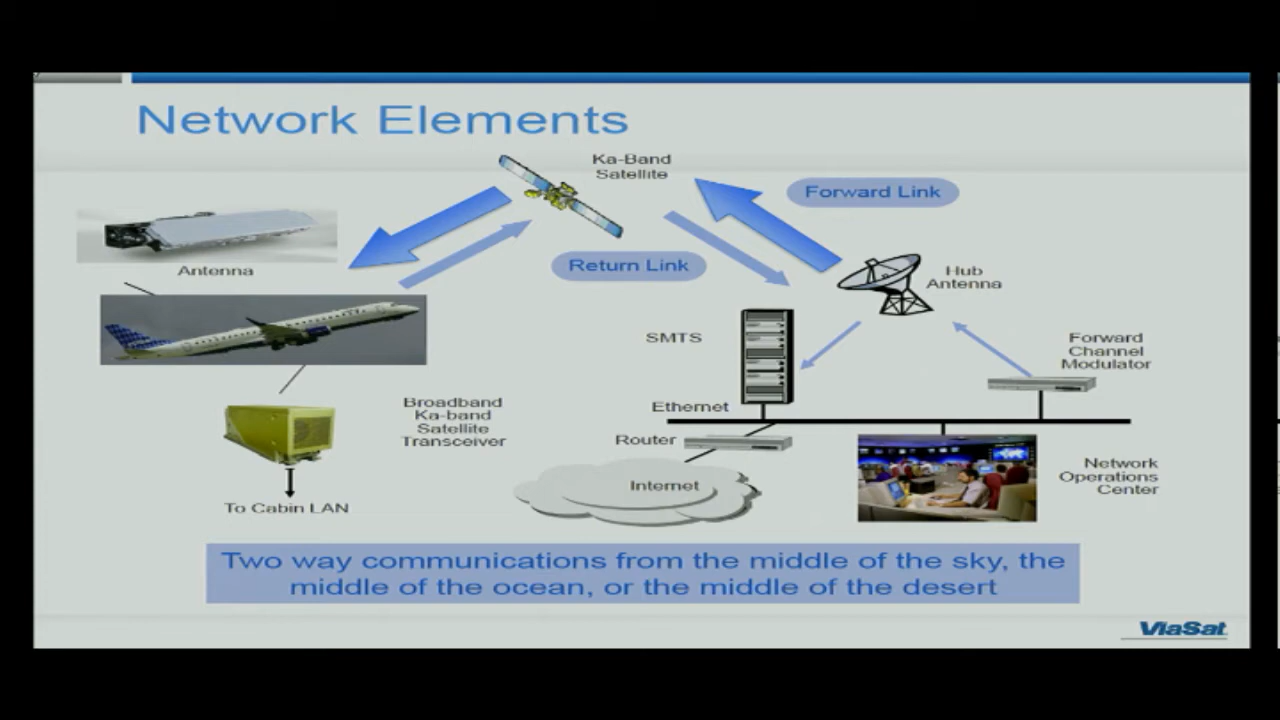 Network Elements
Ka-Band
Satellite
Forward Link
Antenna
Return Link
Hub
Antenna
SMTS
Forward
Channel
Modulator
Broadband
Ka-band
Satellite
Transceiver
Ethernet
Router
Internet
Network
Operations
Center
To Cabin LAN
Two way communications from the middle of the sky, the
middle of the ocean, or the middle of the desert
ViaSat